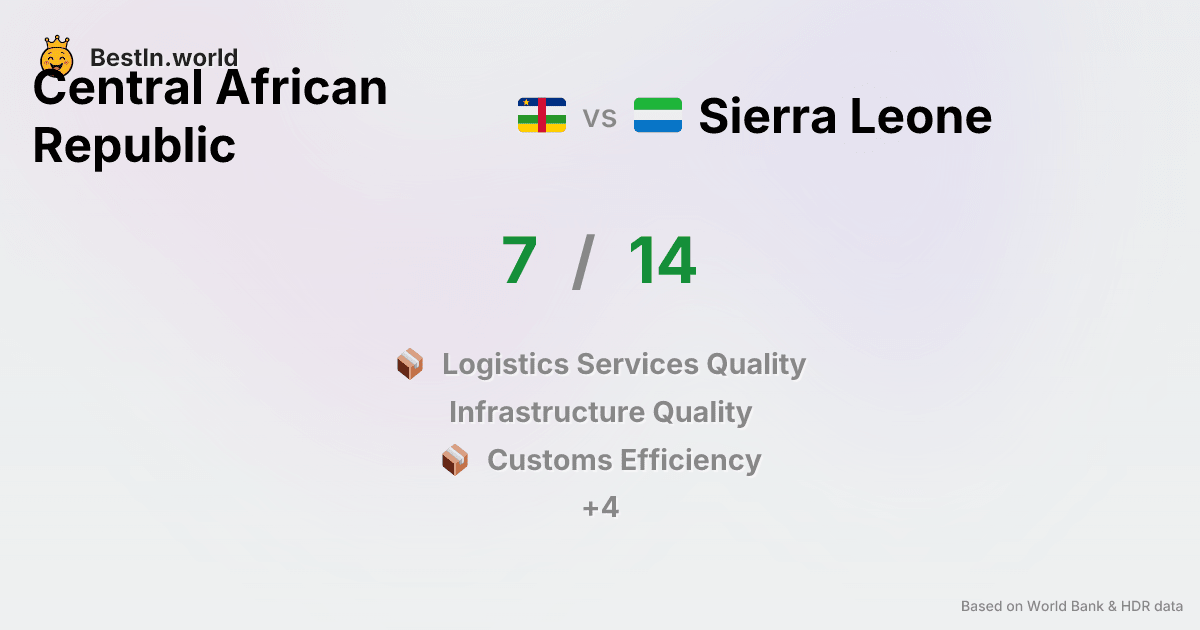 BestIn.world
Central African
Republic
vs
Sierra Leone
7 / 14
Logistics Services Quality
Infrastructure Quality
Customs Efficiency
+4
Based on World Bank & HDR data